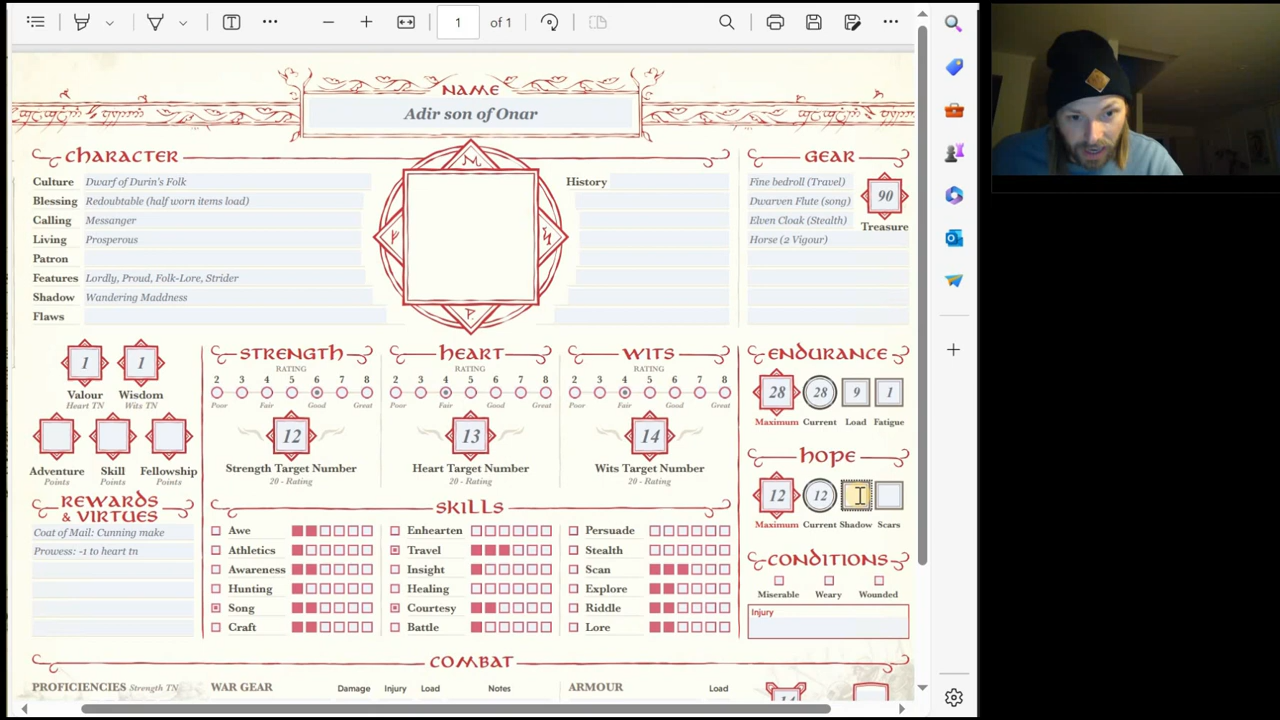 1 of 1
NAME
Adir son of Onar
CHARACTER
Culture Dwarf of Durin's Folk
Blessing Redoubtable (half worn items load)
Calling Messanger
Living Prosperous
Patron
Features Lordly, Proud, Folk-Lore, Strider
Shadow Wandering Maddness
Flaws
History
GEAR
Fine bedroll (Travel)
Dwarven Flute (song)
Elven Cloak (Stealth)
Horse (2 Vigour)
90
Treasure
1 1
Valour Wisdom
Heart TN Wits TN
Adventure Skill Fellowship
Points Points Points
REWARDS
& VIRTUES
Coat of Mail: Cunning make
Prowess: -1 to heart tn
STRENGTH
RATING
2 3 4 5 6 7 8
Poor Fair Good Great
12
Strength Target Number
20 - Rating
HEART
RATING
2 3 4 5 6 7 8
Poor Fair Good Great
13
Heart Target Number
20 - Rating
WITS
RATING
2 3 4 5 6 7 8
Poor Fair Good Great
14
Wits Target Number
20 - Rating
SKILLS
Awe Enhearten Persuade
Athletics Travel Stealth
Awareness Insight Scan
Hunting Healing Explore
Song Courtesy Riddle
Craft Battle Lore
ENDURANCE
28 28 9 1
Maximum Current Load Fatigue
HOPE
12 12
Maximum Current Shadow Scars
CONDITIONS
Miserable Weary Wounded
Injury
COMBAT
PROFICIENCIES Strength TN WAR GEAR Damage Injury Load Notes ARMOUR Load